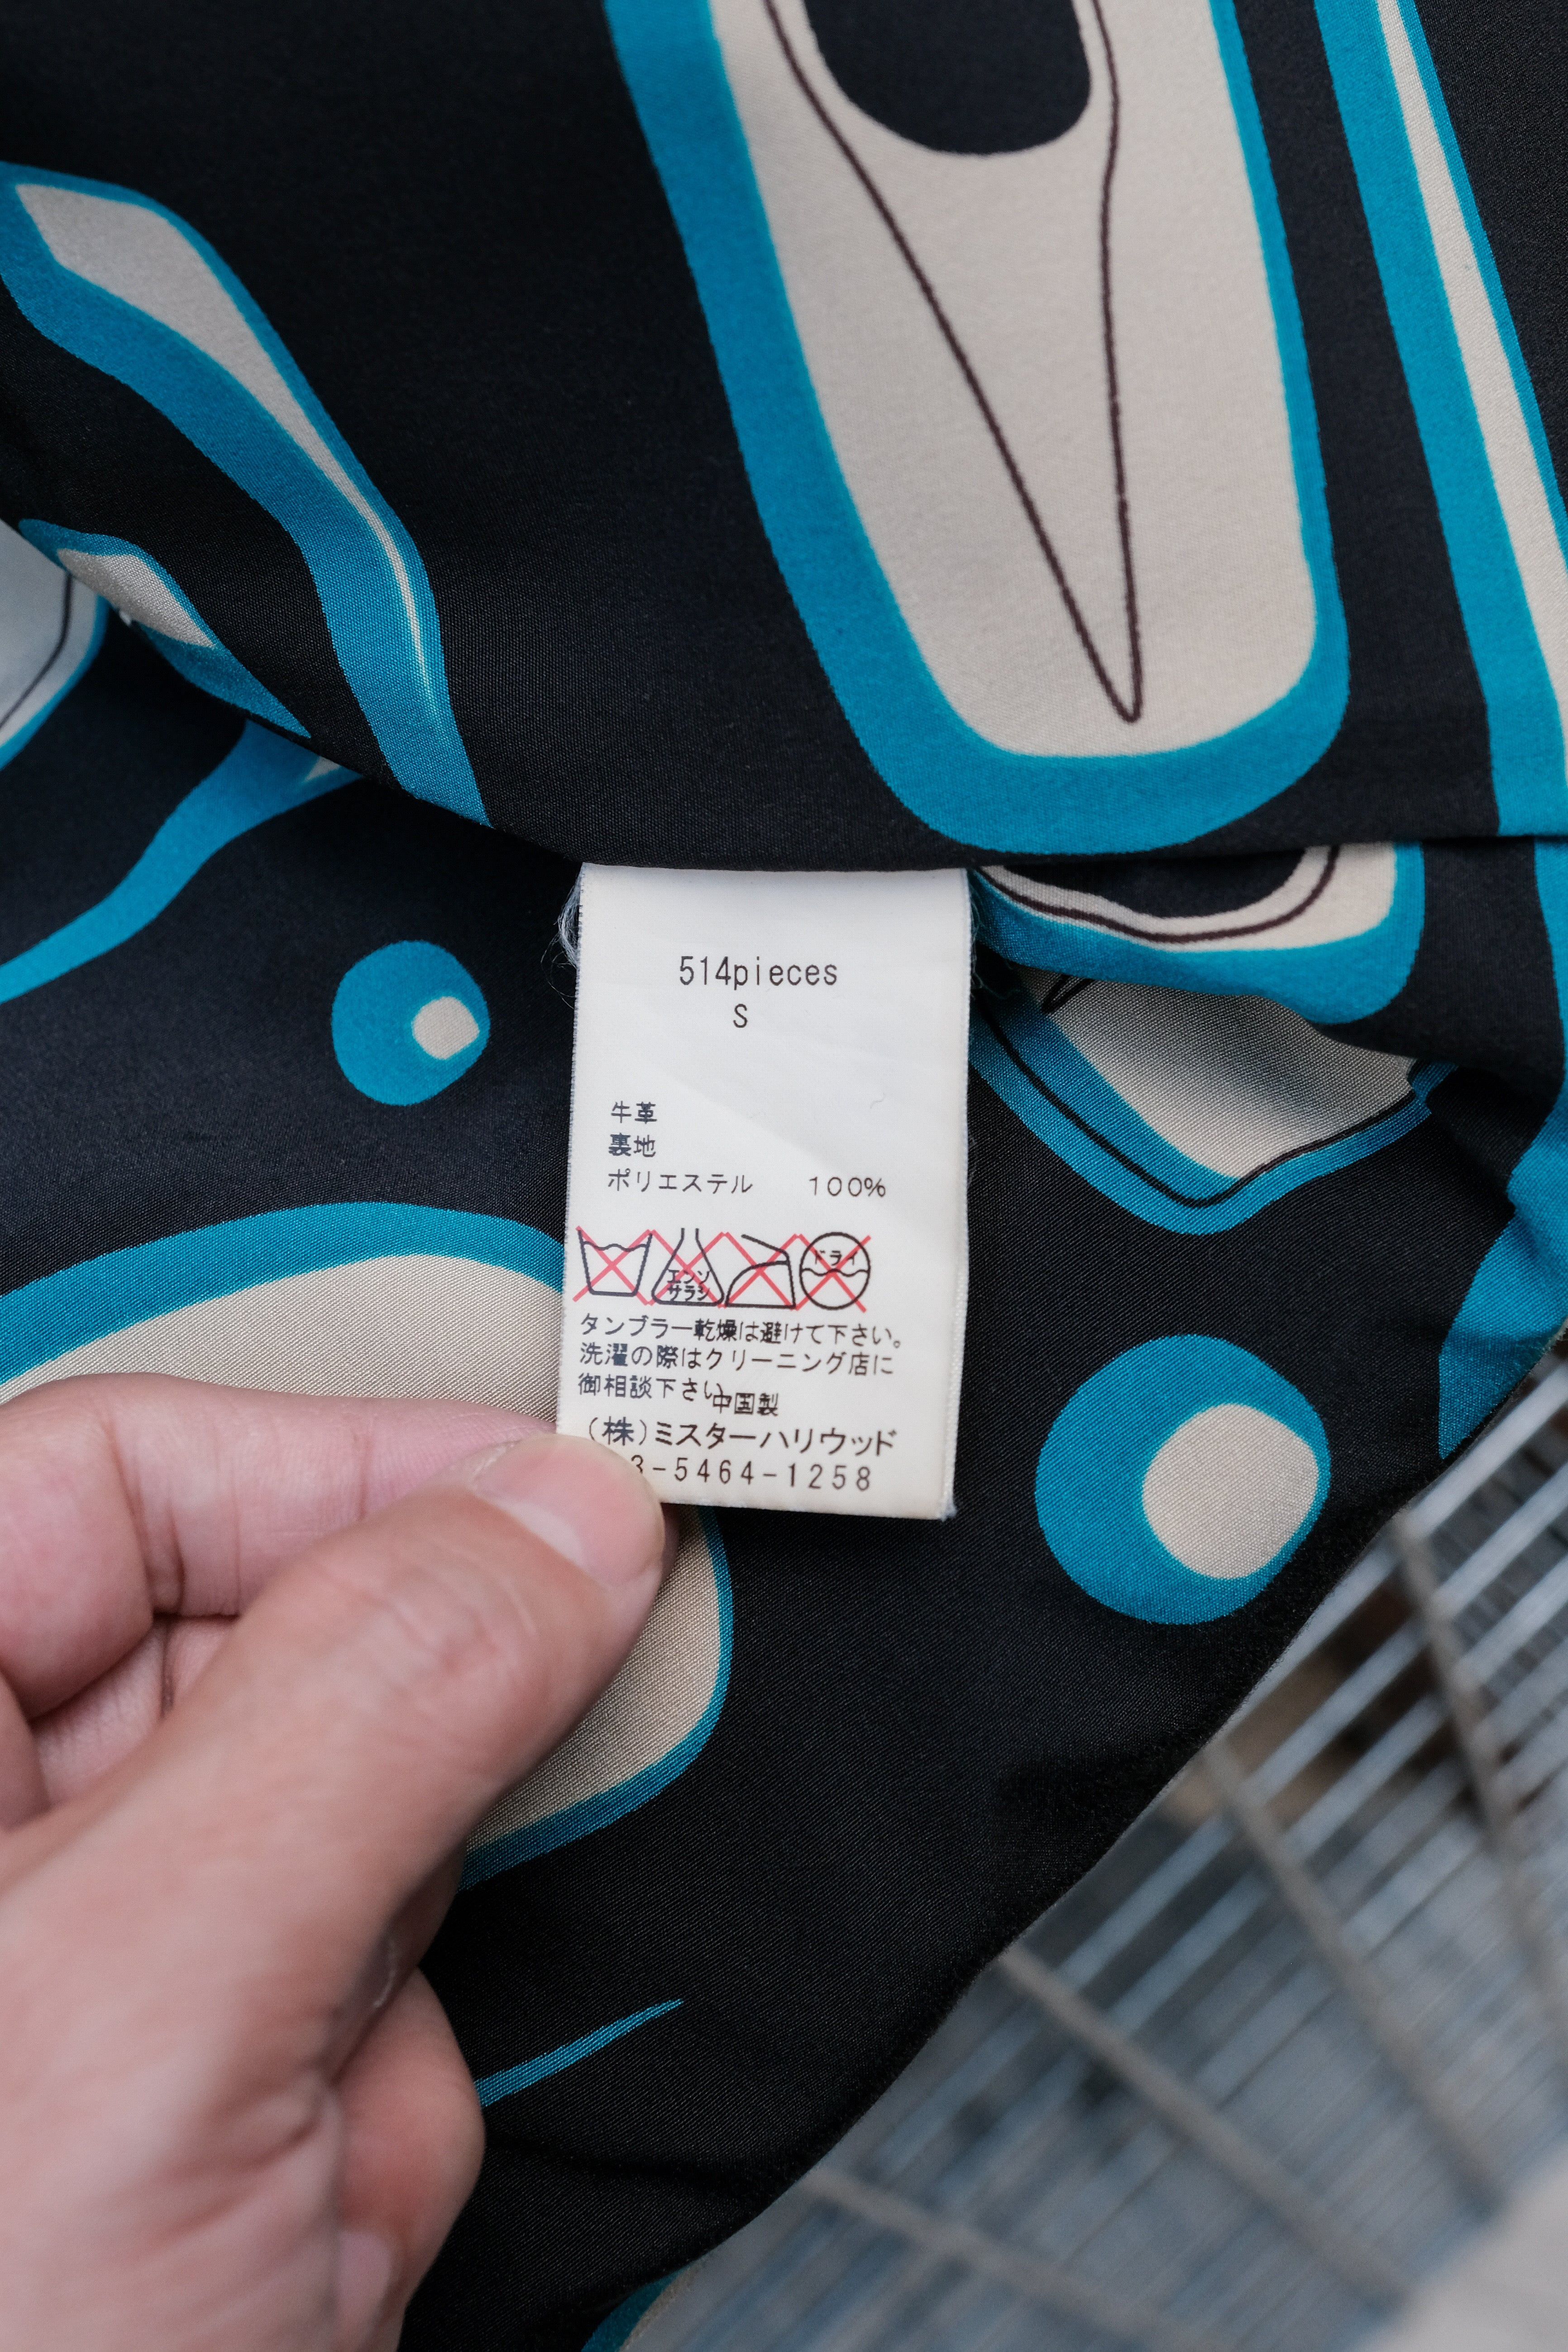 514pieces
S
牛革
裏地
ポリエステル 100%
エンソ
サラシ
ドライ
タンブラー乾燥は避けて下さい。
洗濯の際はクリーニング店に
御相談下さい
中国製
(株)ミスターハリウッド
3-5464-1258